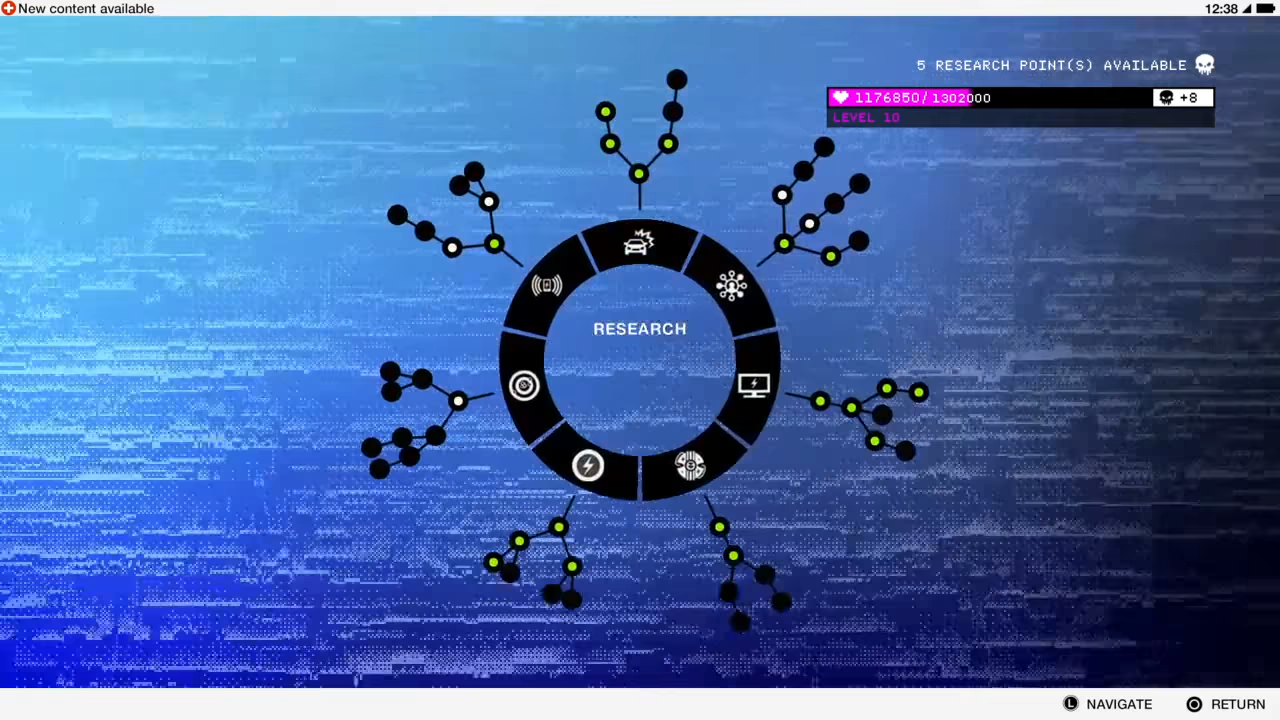 New content available
12:38
5 RESEARCH POINT(S) AVAILABLE
1176850/1302000
+8
LEVEL 10
RESEARCH
L NAVIGATE
RETURN